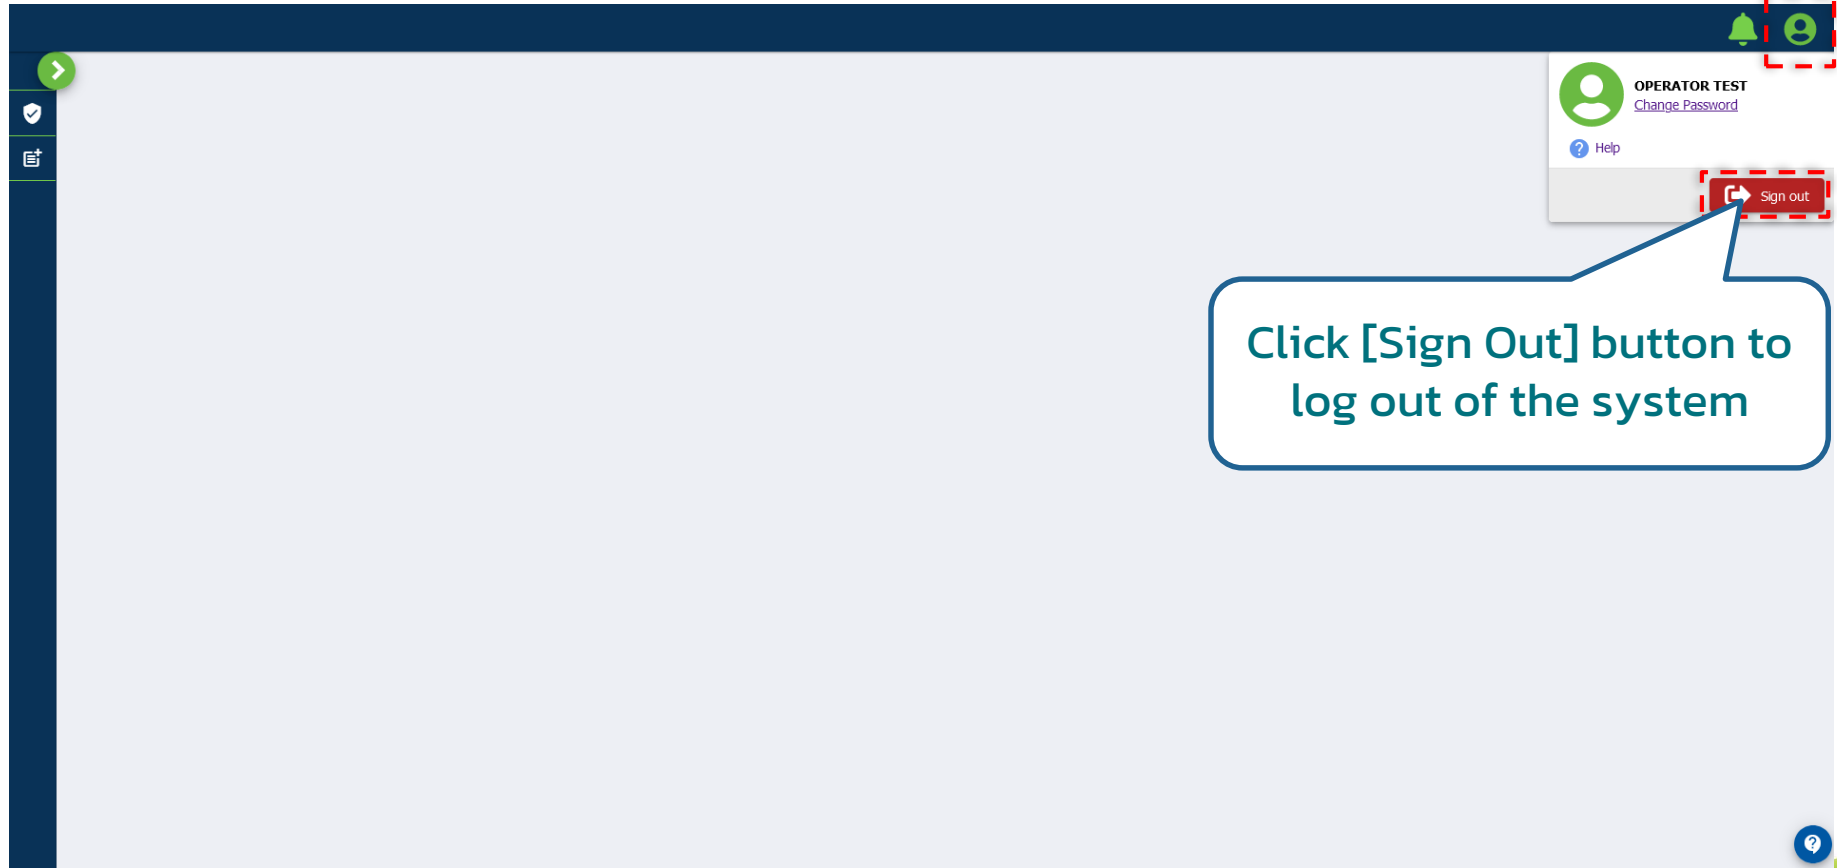 OPERATOR TEST
Change Password
Help
Sign out
Click [Sign Out] button to
log out of the system